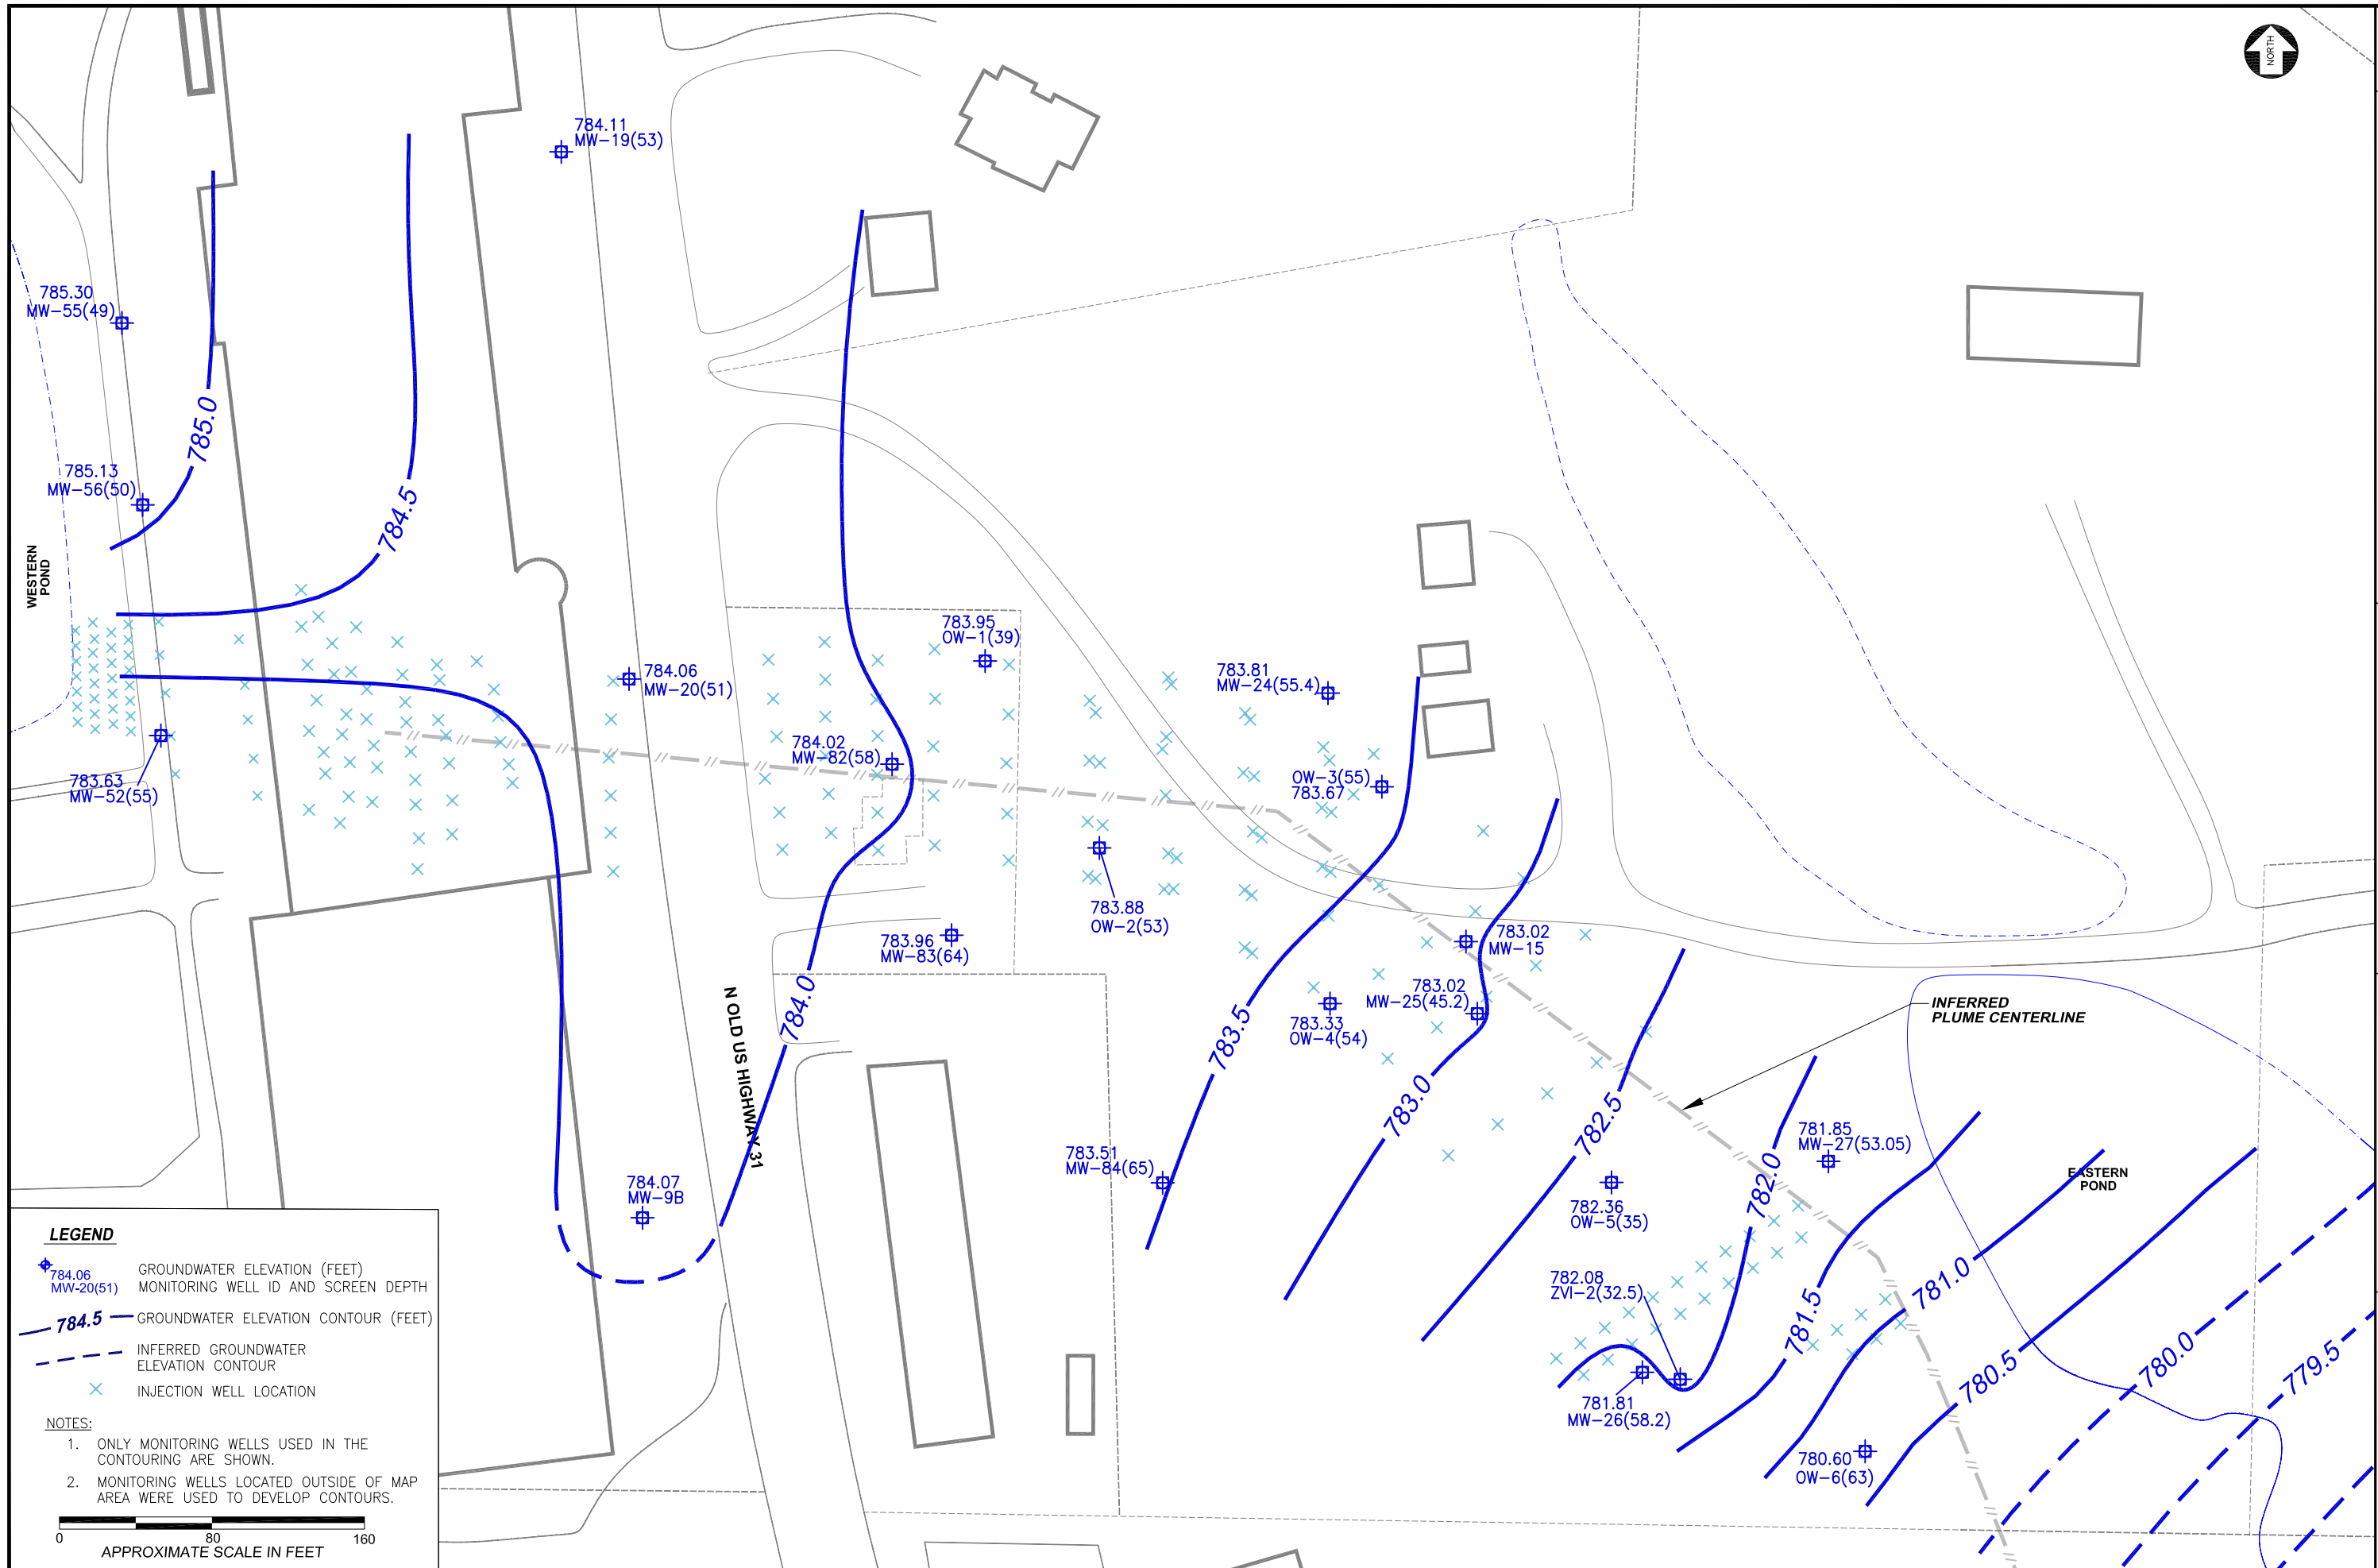 NORTH
784.11
MW-19(53)
785.30
MW-55(49)
785.0
785.13
MW-56(50)
784.5
WESTERN
POND
783.95
OW-1(39)
784.06
MW-20(51)
783.81
MW-24(55.4)
784.02
MW-82(58)
OW-3(55)
783.67
783.63
MW-52(55)
783.88
OW-2(53)
783.96
MW-83(64)
783.02
MW-15
784.0
783.02
MW-25(45.2)
783.33
OW-4(54)
783.5
N OLD US HIGHWAY 31
INFERRED
PLUME CENTERLINE
783.0
782.5
783.51
MW-84(65)
781.85
MW-27(53.05)
782.0
EASTERN
POND
784.07
MW-9B
782.36
OW-5(35)
782.08
ZVI-2(32.5)
781.0
781.5
780.5
780.0
779.5
781.81
MW-26(58.2)
780.60
OW-6(63)
LEGEND
784.06
MW-20(51)
GROUNDWATER ELEVATION (FEET)
MONITORING WELL ID AND SCREEN DEPTH
784.5
GROUNDWATER ELEVATION CONTOUR (FEET)
INFERRED GROUNDWATER
ELEVATION CONTOUR
INJECTION WELL LOCATION
NOTES:
1. ONLY MONITORING WELLS USED IN THE
CONTOURING ARE SHOWN.
2. MONITORING WELLS LOCATED OUTSIDE OF MAP
AREA WERE USED TO DEVELOP CONTOURS.
0 80 160
APPROXIMATE SCALE IN FEET